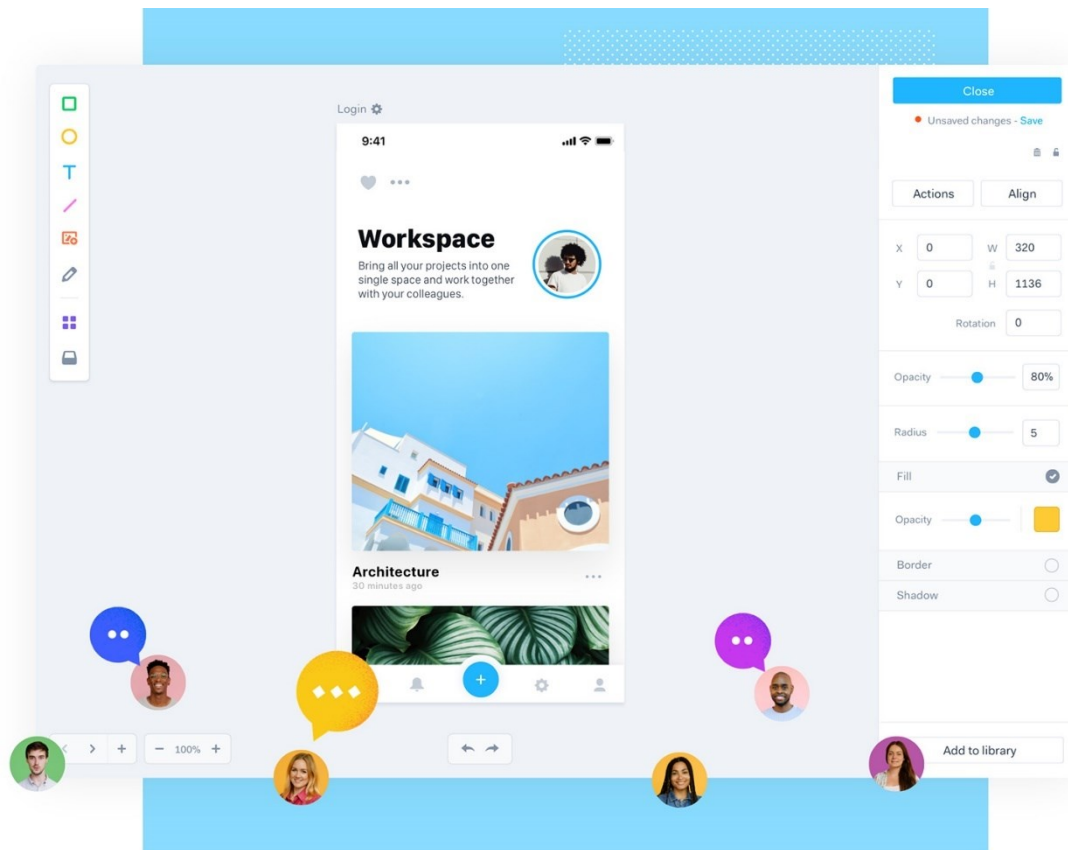 Login
9:41
Workspace
Bring all your projects into one
single space and work together
with your colleagues.
Architecture
30 minutes ago
+
− 100% +
Close
Unsaved changes - Save
Actions Align
X 0 W 320
Y 0 H 1136
Rotation 0
Opacity 80%
Radius 5
Fill
Opacity
Border
Shadow
Add to library